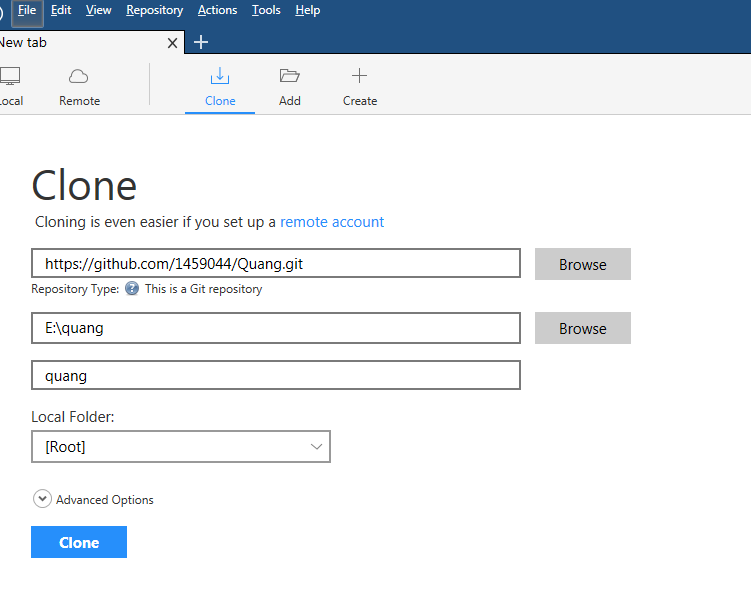 File Edit View Repository Actions Tools Help
New tab
Local Remote Clone Add Create
Clone
Cloning is even easier if you set up a remote account
https://github.com/1459044/Quang.git Browse
Repository Type: ? This is a Git repository
E:\quang Browse
quang
Local Folder:
[Root]
Advanced Options
Clone